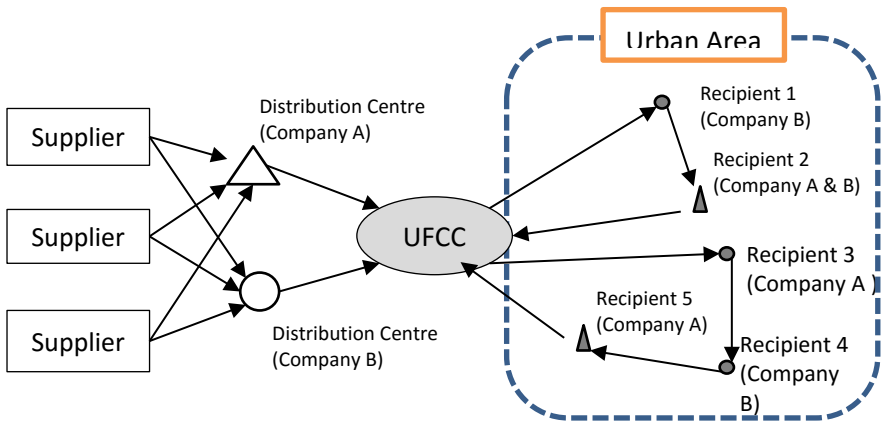 Urban Area
Supplier
Supplier
Supplier
Distribution Centre
(Company A)
Distribution Centre
(Company B)
UFCC
Recipient 1
(Company B)
Recipient 2
(Company A & B)
Recipient 3
(Company A )
Recipient 5
(Company A)
Recipient 4
(Company
B)